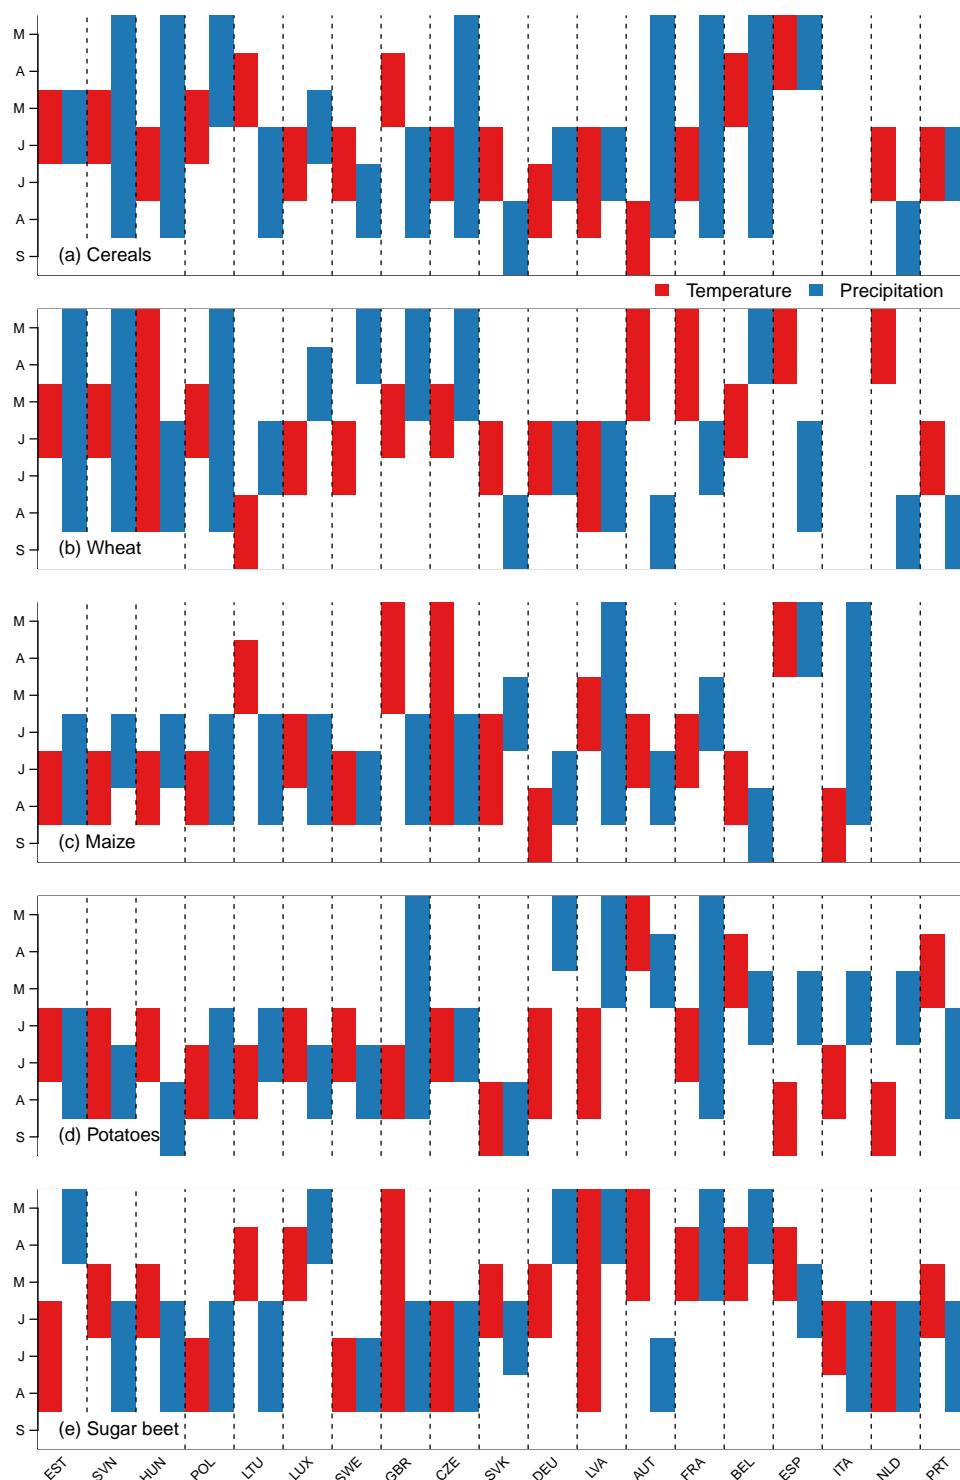 M
A
M
J
J
A
S
(a) Cereals
Temperature Precipitation
M
A
M
J
J
A
S
(b) Wheat
M
A
M
J
J
A
S
(c) Maize
M
A
M
J
J
A
S
(d) Potatoes
M
A
M
J
J
A
S
(e) Sugar beet
EST SVN HUN POL LTU LUX SWE GBR CZE SVK DEU LVA AUT FRA BEL ESP ITA NLD PRT